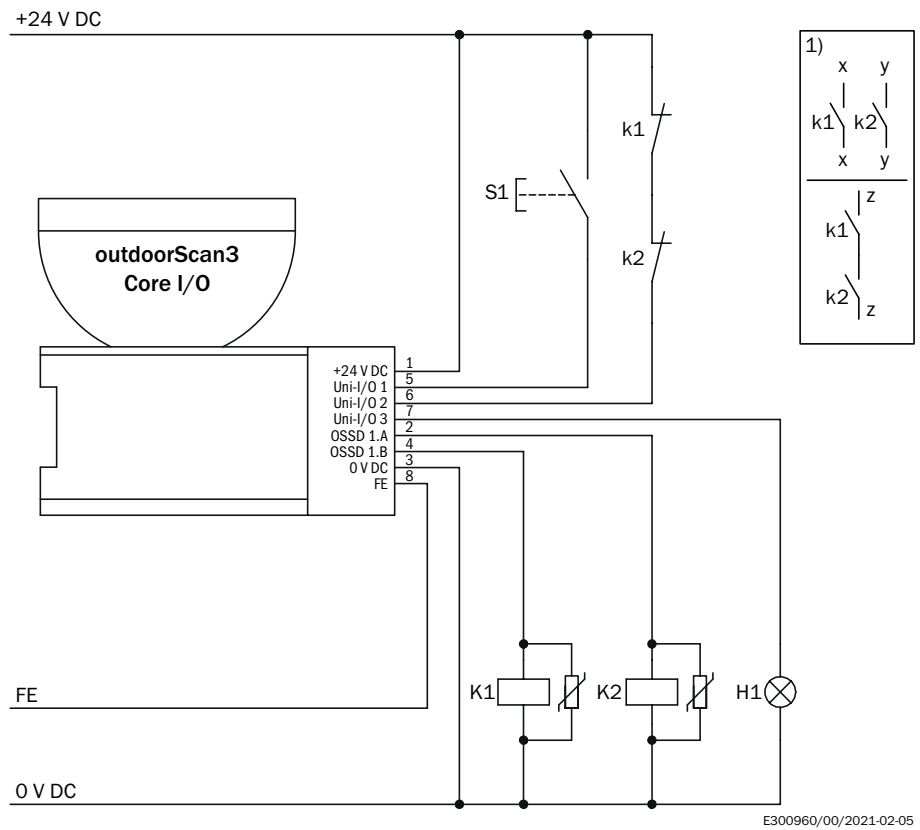 +24 V DC
1)
x y
k1 k2
x y
z
k1
k2
z
k1
S1
k2
outdoorScan3
Core I/O
+24 V DC 1
Uni-I/O 1 5
Uni-I/O 2 6
Uni-I/O 3 7
OSSD 1.A 2
OSSD 1.B 4
0 V DC 3
FE 8
K1
K2
H1
FE
0 V DC
E300960/00/2021-02-05